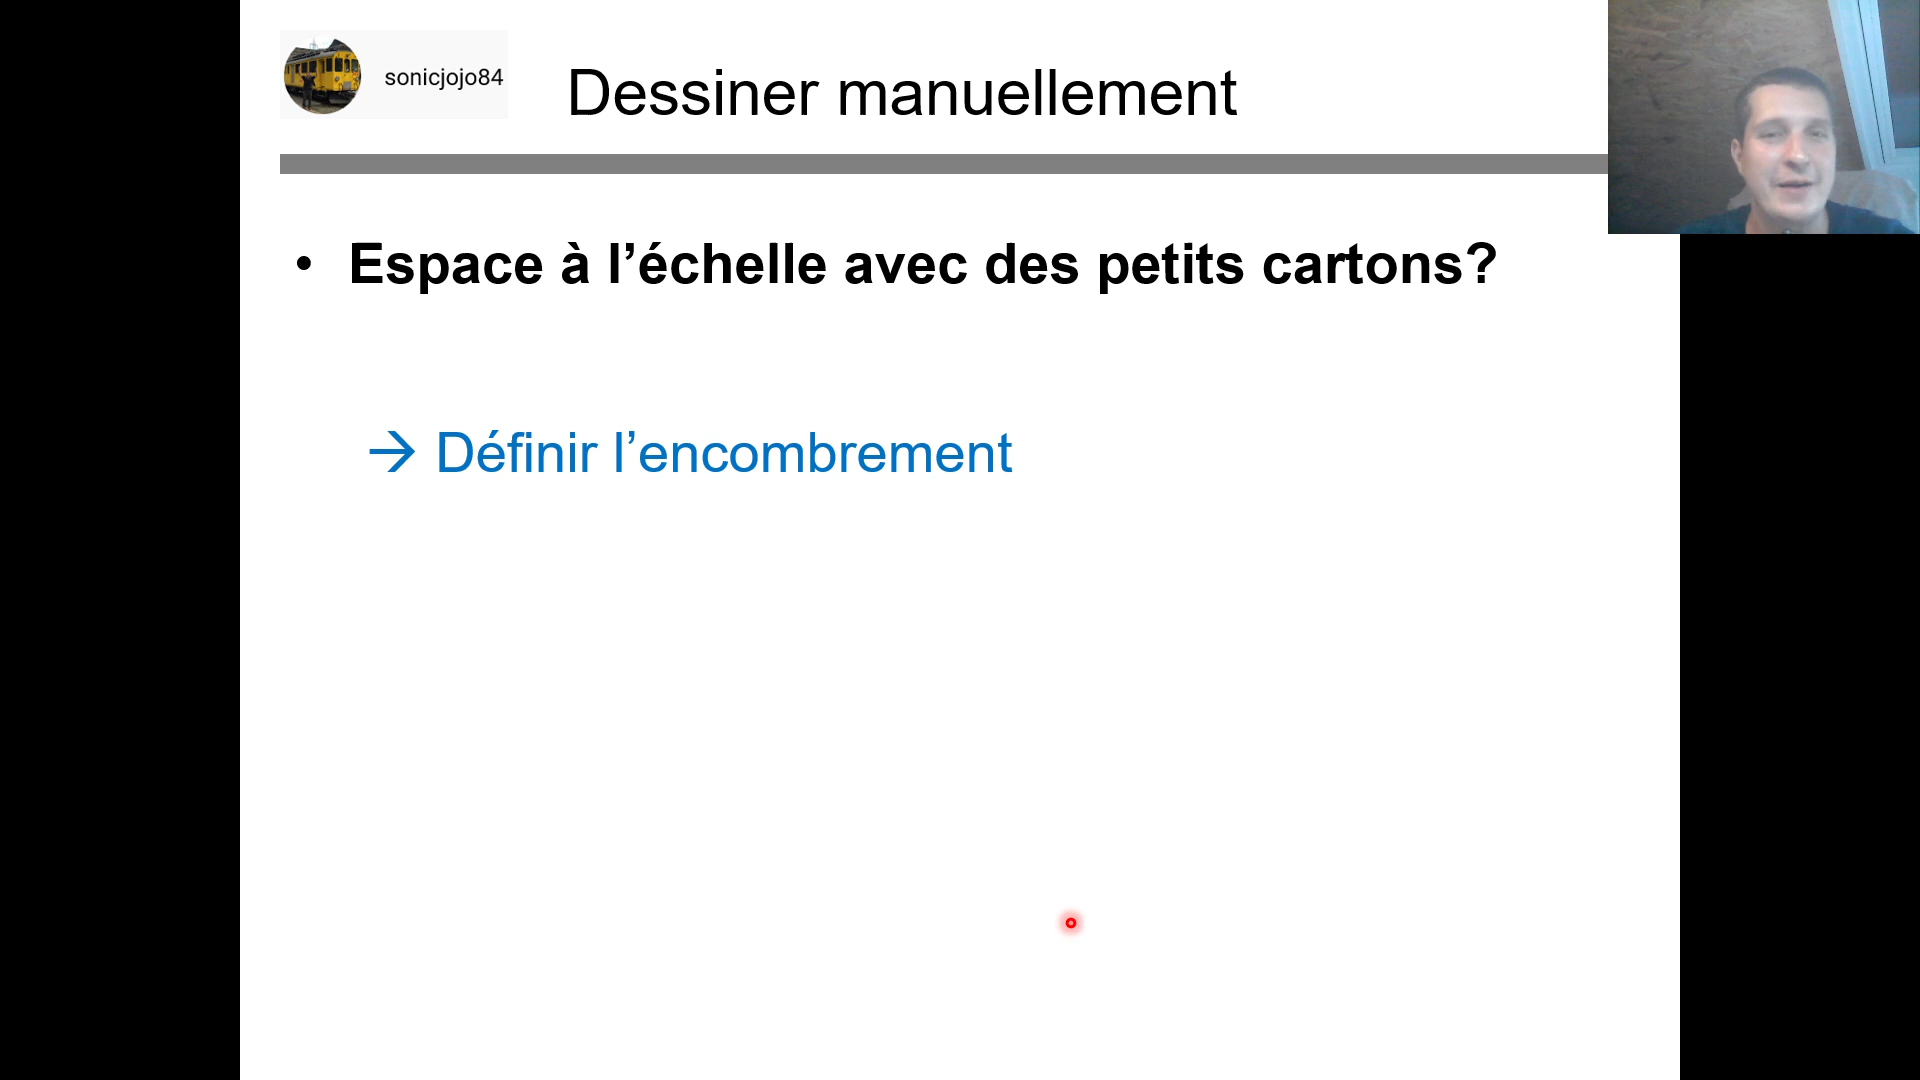 sonicjojo84
Dessiner manuellement
• Espace à l’échelle avec des petits cartons?
→ Définir l’encombrement